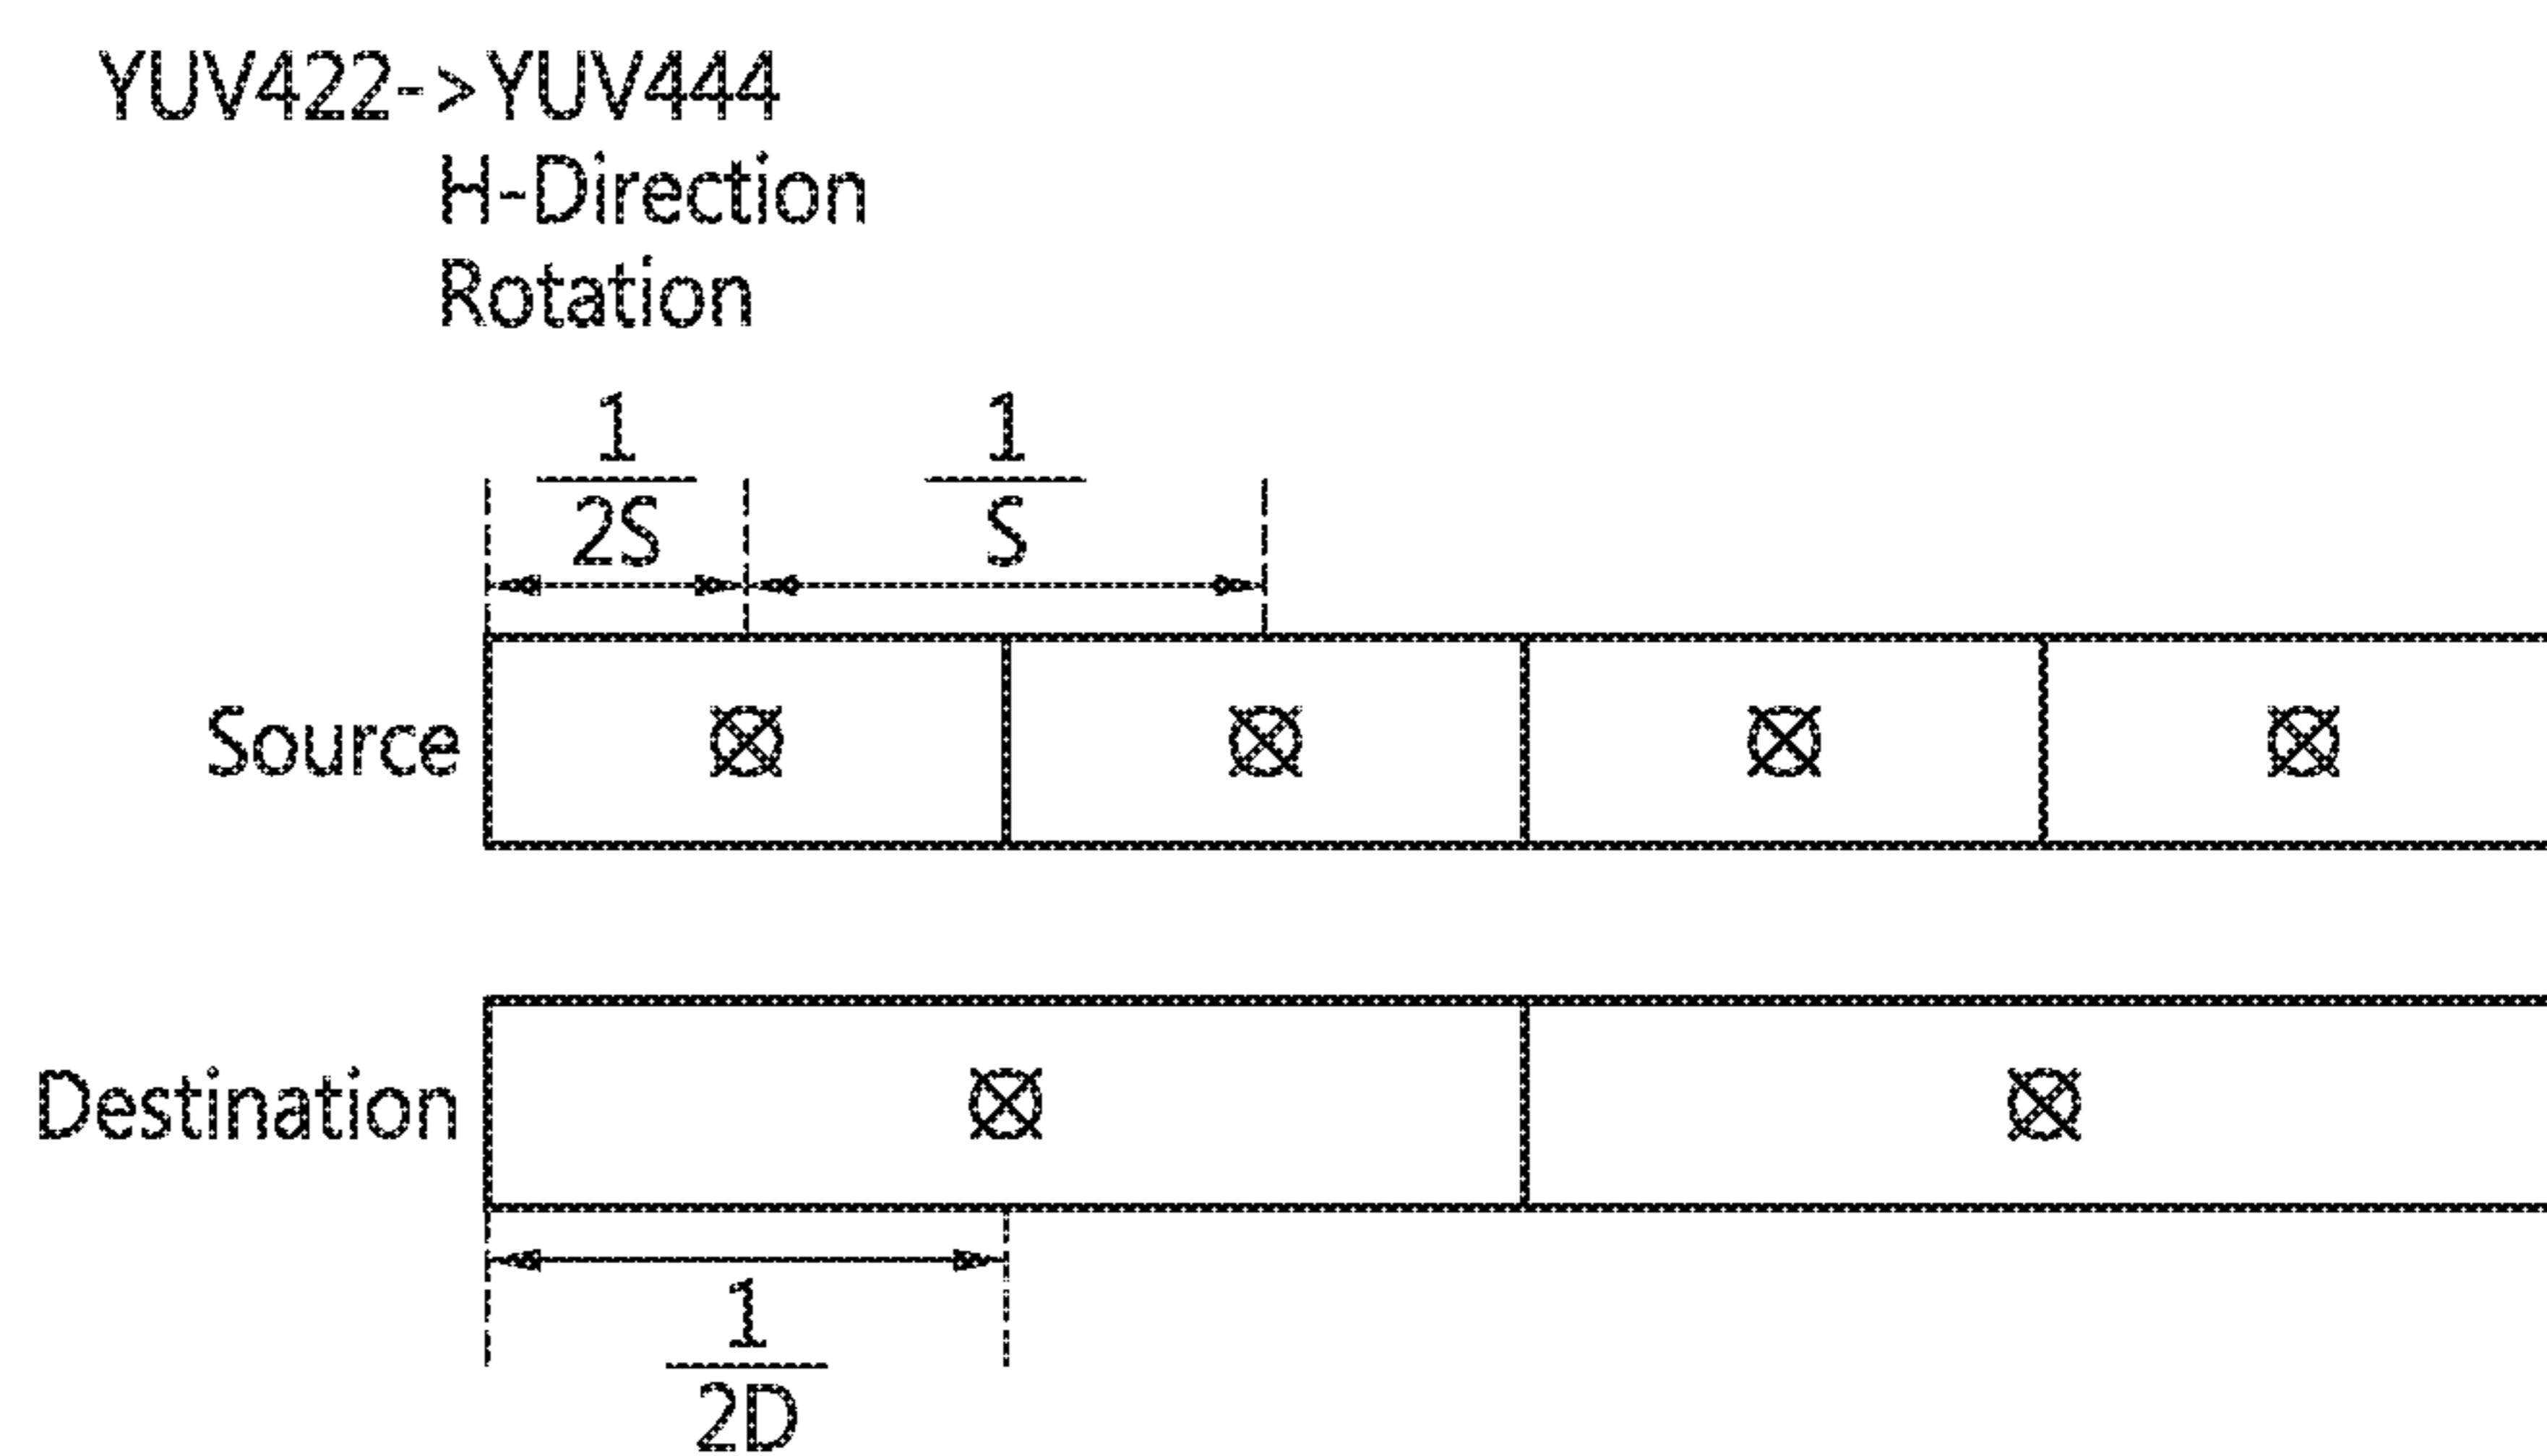 YUV422->YUV444
H-Direction
Rotation
1
2S
1
S
Source
Destination
1
2D